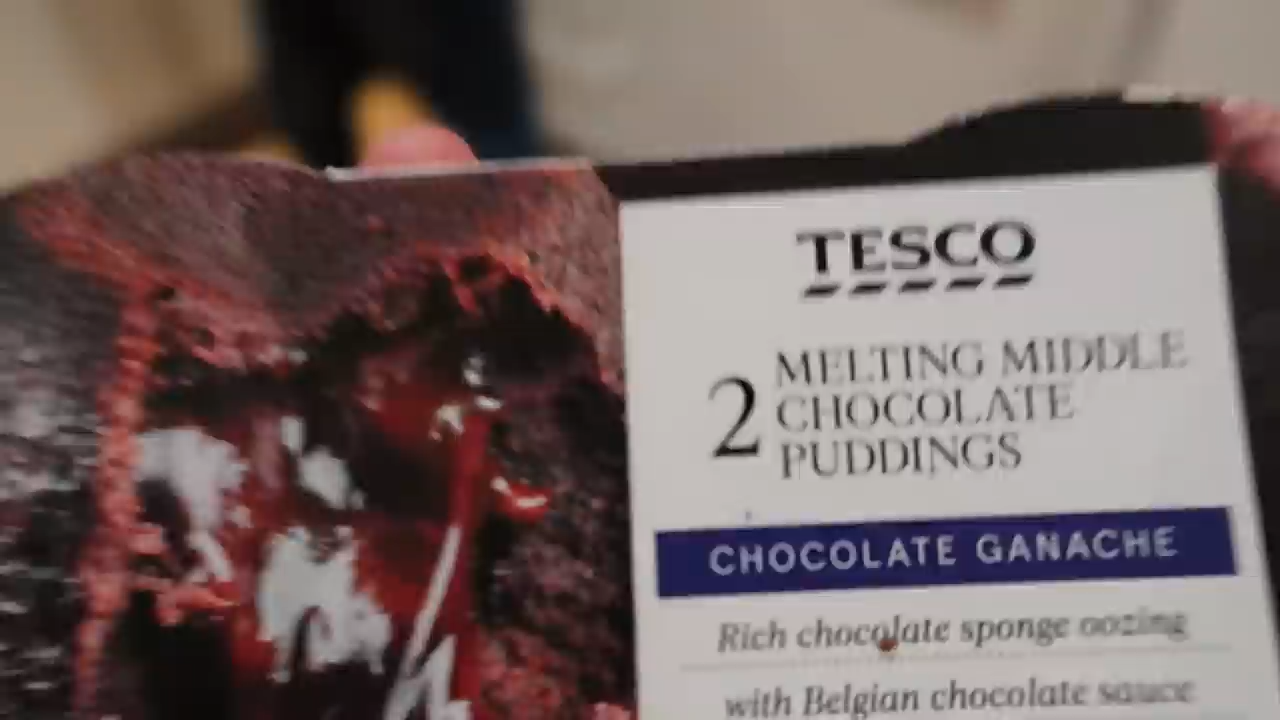 TESCO
2 MELTING MIDDLE
CHOCOLATE
PUDDINGS
CHOCOLATE GANACHE
Rich chocolate sponge oozing
with Belgian chocolate sauce